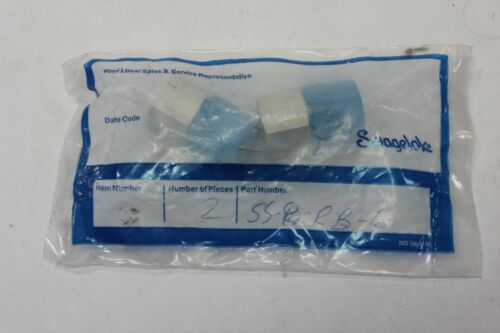 Your Local Sales & Service Representative
Date Code
Swagelok
Item Number
Number of Pieces
Part Number
2